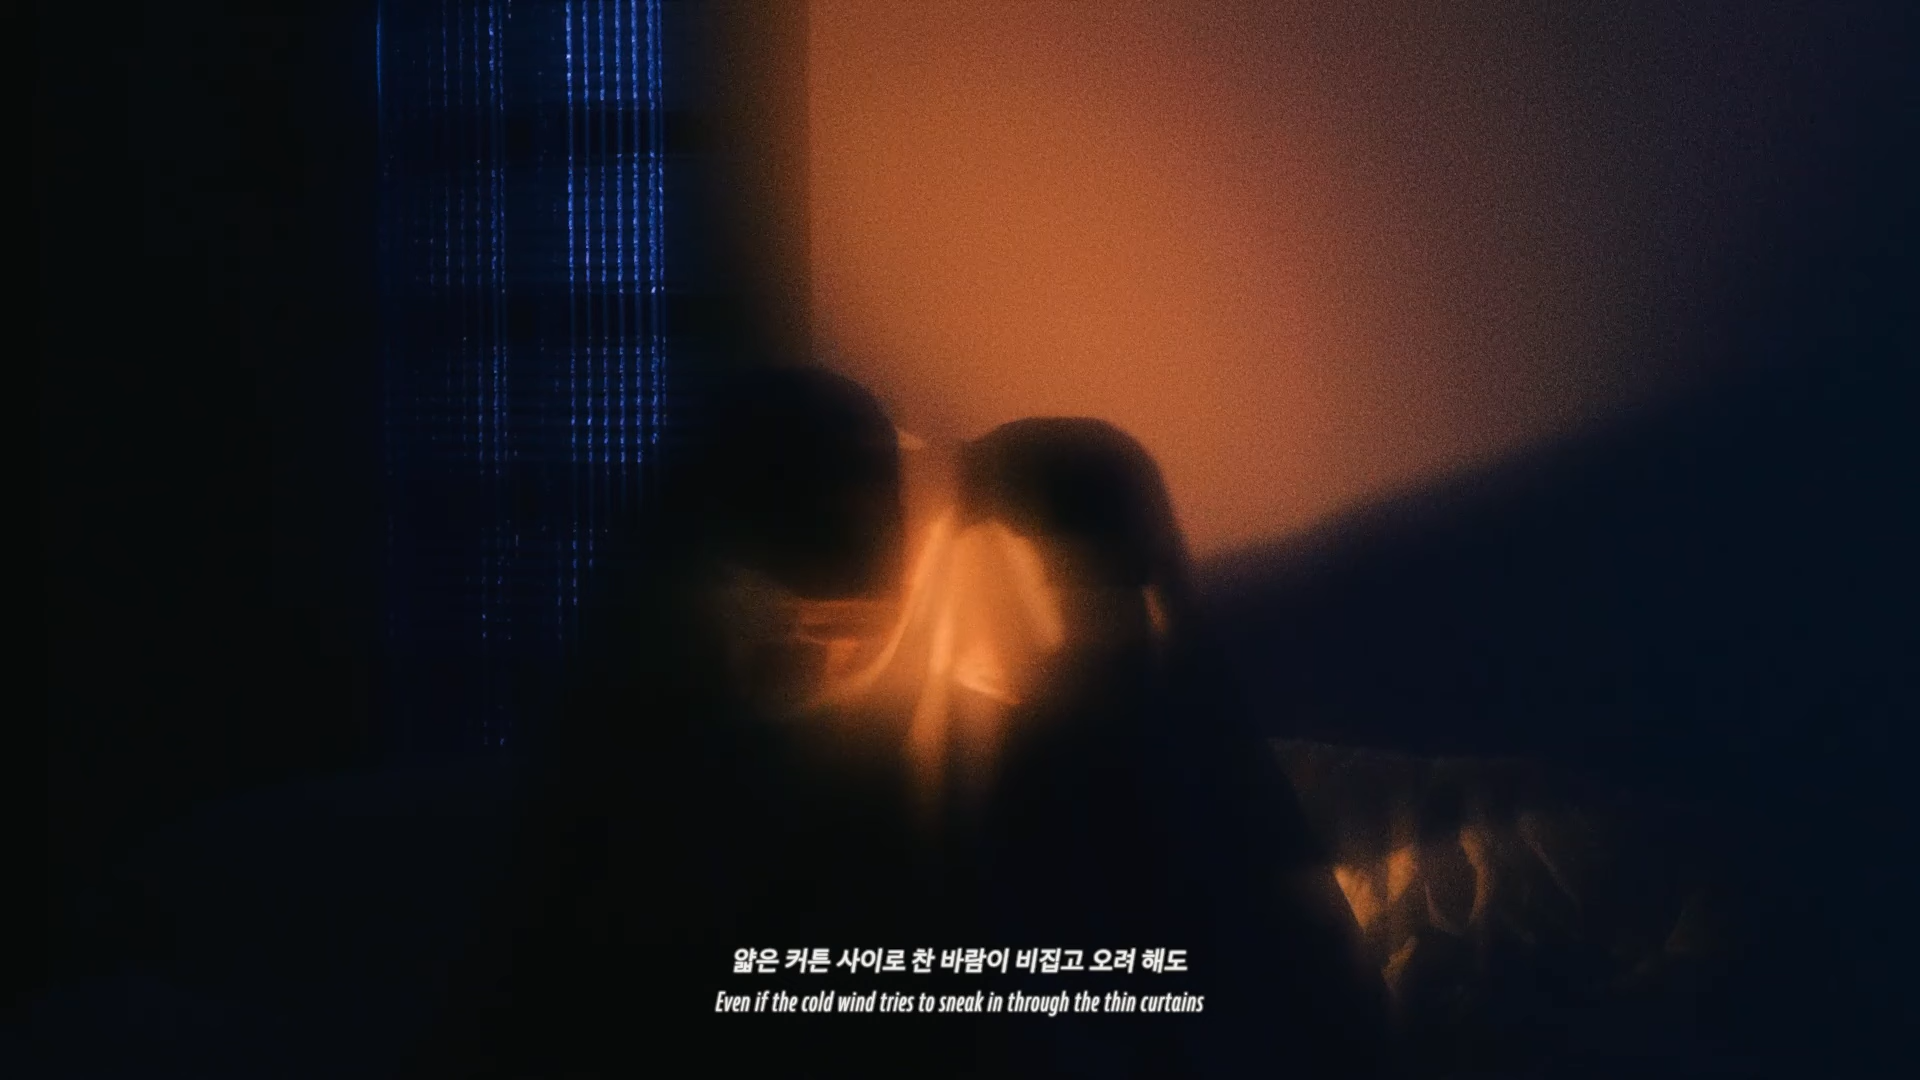 얇은 커튼 사이로 찬 바람이 비집고 오려 해도
Even if the cold wind tries to sneak in through the thin curtains